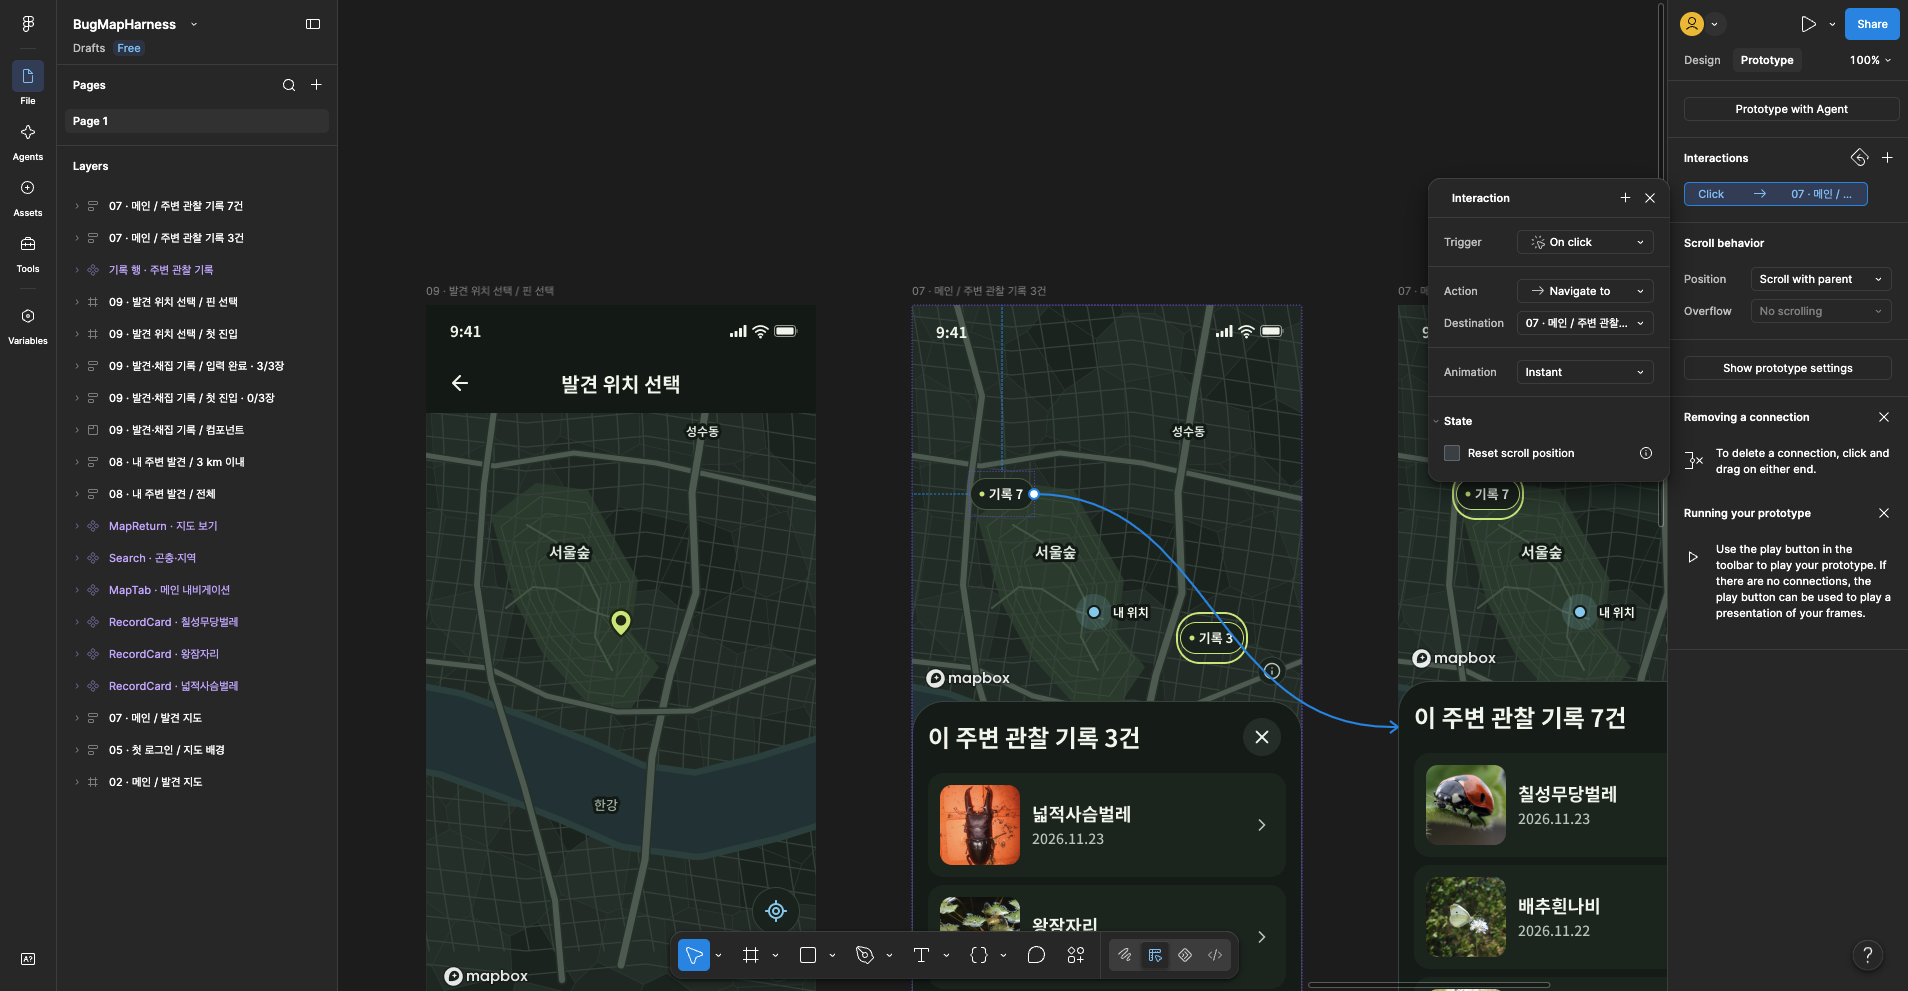 BugMapHarness
Drafts Free
File
Agents
Assets
Tools
Variables
Pages
Page 1
Layers
07 · 메인 / 주변 관찰 기록 7건
07 · 메인 / 주변 관찰 기록 3건
기록 행 · 주변 관찰 기록
09 · 발견 위치 선택 / 핀 선택
09 · 발견 위치 선택 / 첫 진입
09 · 발견·채집 기록 / 입력 완료 · 3/3장
09 · 발견·채집 기록 / 첫 진입 · 0/3장
09 · 발견·채집 기록 / 컴포넌트
08 · 내 주변 발견 / 3 km 이내
08 · 내 주변 발견 / 전체
MapReturn · 지도 보기
Search · 곤충·지역
MapTab · 메인 내비게이션
RecordCard · 칠성무당벌레
RecordCard · 왕잠자리
RecordCard · 넓적사슴벌레
07 · 메인 / 발견 지도
05 · 첫 로그인 / 지도 배경
02 · 메인 / 발견 지도
A?
09 · 발견 위치 선택 / 핀 선택
9:41
발견 위치 선택
성수동
서울숲
한강
mapbox
07 · 메인 / 주변 관찰 기록 3건
9:41
성수동
기록 7
서울숲
내 위치
기록 3
mapbox
이 주변 관찰 기록 3건
넓적사슴벌레
2026.11.23
왕잠자리
기록 7
서울숲
내 위치
mapbox
이 주변 관찰 기록 7건
칠성무당벌레
2026.11.23
배추흰나비
2026.11.22
Interaction
Trigger On click
Action Navigate to
Destination 07 · 메인 / 주변 관찰...
Animation Instant
State
Reset scroll position
Share
Design Prototype 100%
Prototype with Agent
Interactions
Click → 07 · 메인 / ...
Scroll behavior
Position Scroll with parent
Overflow No scrolling
Show prototype settings
Removing a connection
To delete a connection, click and
drag on either end.
Running your prototype
Use the play button in the
toolbar to play your prototype. If
there are no connections, the
play button can be used to play a
presentation of your frames.
?